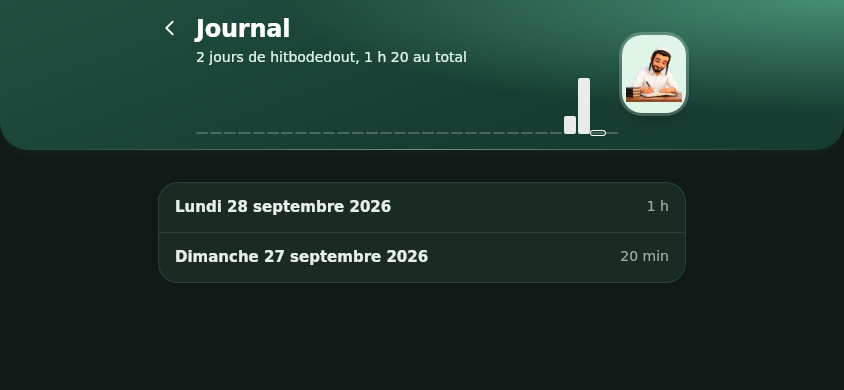 Journal
2 jours de hitbodedout, 1 h 20 au total
Lundi 28 septembre 2026 1 h
Dimanche 27 septembre 2026 20 min